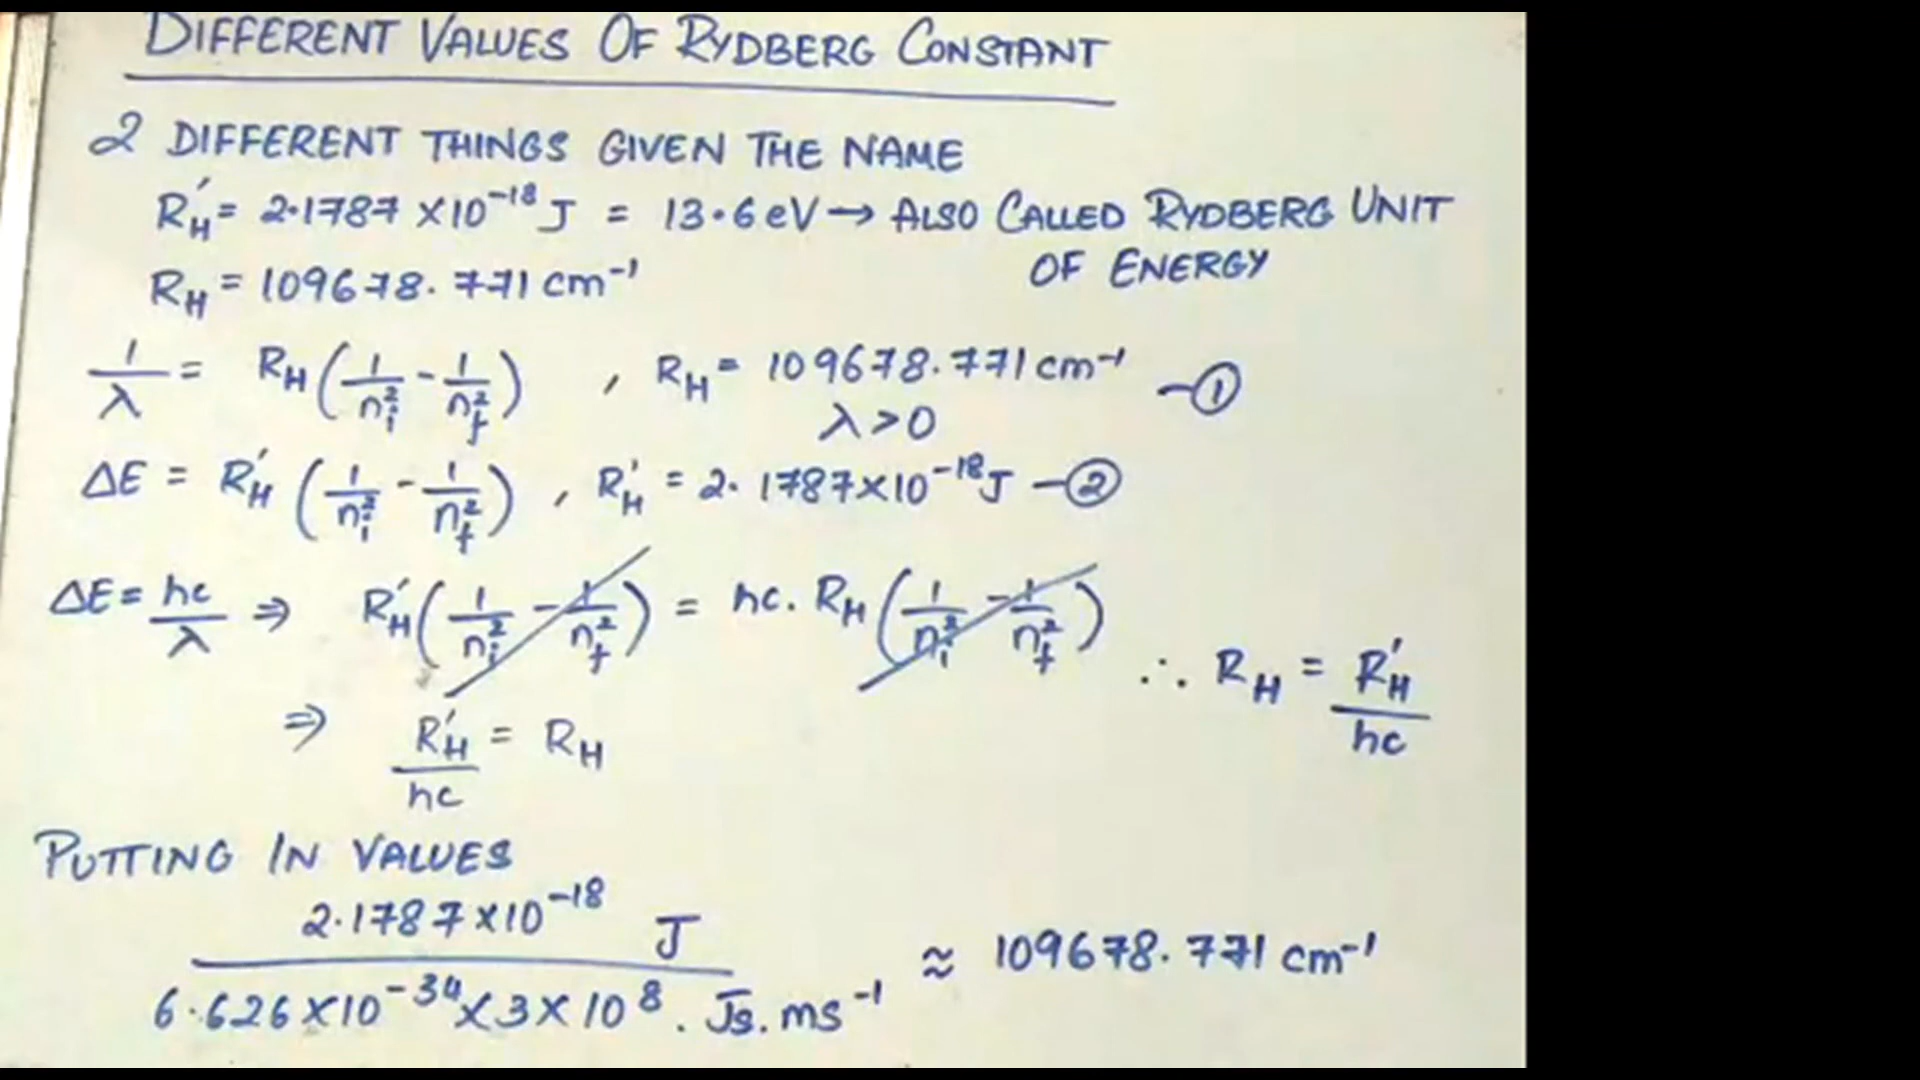 DIFFERENT VALUES OF RYDBERG CONSTANT
2 DIFFERENT THINGS GIVEN THE NAME
R'H = 2.1787 × 10⁻¹⁸ J = 13.6 eV → ALSO CALLED RYDBERG UNIT
OF ENERGY
RH = 109678.771 cm⁻¹
1/λ = RH (1/nᵢ² - 1/n_f²) , RH = 109678.771 cm⁻¹ -①
λ > 0
ΔE = R'H (1/nᵢ² - 1/n_f²) , R'H = 2.1787 × 10⁻¹⁸ J -②
ΔE = hc/λ ⇒ R'H (1/nᵢ² - 1/n_f²) = hc. RH (1/nᵢ² - 1/n_f²)
∴ RH = R'H/hc
⇒ R'H/hc = RH
PUTTING IN VALUES
2.1787 × 10⁻¹⁸ J
6.626 × 10⁻³⁴ × 3 × 10⁸ . Js. ms⁻¹ ≈ 109678.771 cm⁻¹